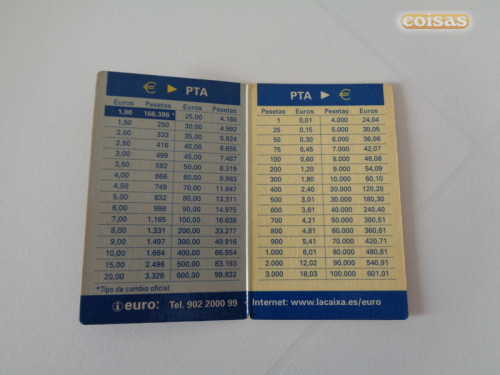 coisas
€ ► PTA
Euros Pesetas Euros Pesetas
1,00 166,386 * 25,00 4.160
1,50 250 30,00 4.992
2,00 333 35,00 5.824
2,50 416 40,00 6.655
3,00 499 45,00 7.487
3,50 582 50,00 8.319
4,00 666 60,00 9.983
4,50 749 70,00 11.647
5,00 832 80,00 13.311
6,00 998 90,00 14.975
7,00 1.165 100,00 16.639
8,00 1.331 200,00 33.277
9,00 1.497 300,00 49.916
10,00 1.664 400,00 66.554
15,00 2.496 500,00 83.193
20,00 3.328 600,00 99.832
*Tipo de cambio oficial
i euro: Tel. 902 2000 99
PTA ► €
Pesetas Euros Pesetas Euros
1 0,01 4.000 24,04
25 0,15 5.000 30,05
50 0,30 6.000 36,06
75 0,45 7.000 42,07
100 0,60 8.000 48,08
200 1,20 9.000 54,09
300 1,80 10.000 60,10
400 2,40 20.000 120,20
500 3,01 30.000 180,30
600 3,61 40.000 240,40
700 4,21 50.000 300,51
800 4,81 60.000 360,61
900 5,41 70.000 420,71
1.000 6,01 80.000 480,81
2.000 12,02 90.000 540,91
3.000 18,03 100.000 601,01
Internet: www.lacaixa.es/euro